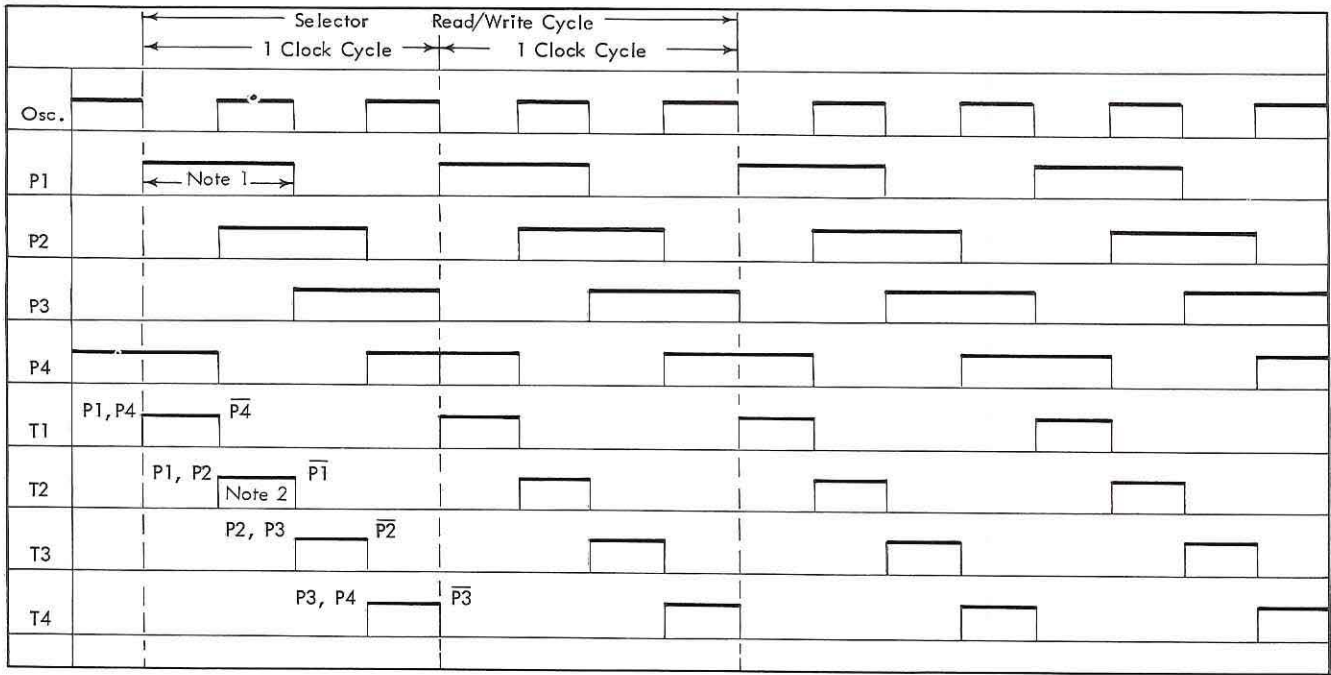 Selector Read/Write Cycle
1 Clock Cycle 1 Clock Cycle
Osc.
P1 Note 1
P2
P3
P4
T1 P1, P4 P̅4̅
T2 P1, P2 Note 2 P̅1̅
T3 P2, P3 P̅2̅
T4 P3, P4 P̅3̅